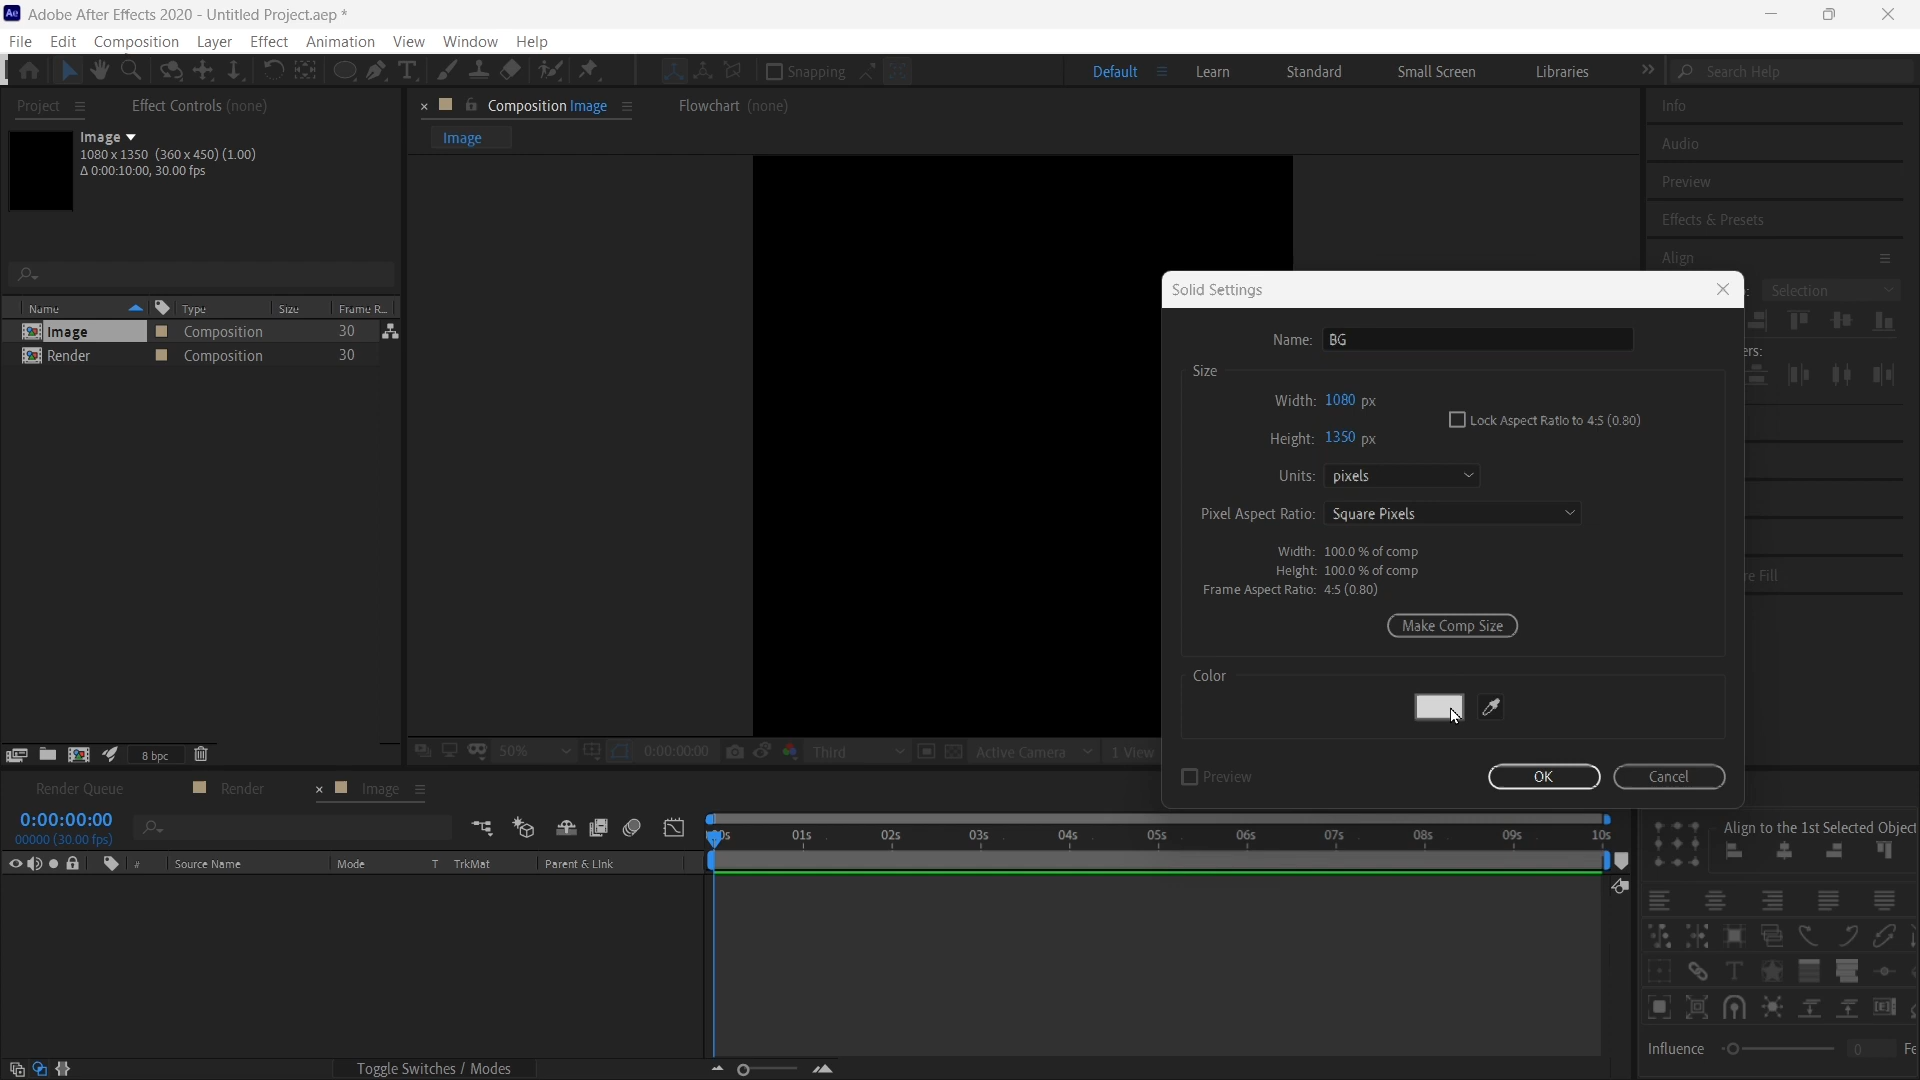 Ae Adobe After Effects 2020 - Untitled Project.aep *
File Edit Composition Layer Effect Animation View Window Help
Snapping Default Learn Standard Small Screen Libraries Search Help
Project Effect Controls (none) × Composition Image Flowchart (none) Info
Image
Image
1080 x 1350 (360 x 450) (1.00)
Δ 0:00:10:00, 30.00 fps
Audio
Preview
Effects & Presets
Align
Selection
ers:
re Fill
Name Type Size Frame R...
Image Composition 30
Render Composition 30
8 bpc
50% 0:00:00:00 Third Active Camera 1 View
Solid Settings
Name: BG
Size
Width: 1080 px
Lock Aspect Ratio to 4:5 (0.80)
Height: 1350 px
Units: pixels
Pixel Aspect Ratio: Square Pixels
Width: 100.0 % of comp
Height: 100.0 % of comp
Frame Aspect Ratio: 4:5 (0.80)
Make Comp Size
Color
Preview OK Cancel
Render Queue Render × Image
0:00:00:00
00000 (30.00 fps)
01s 02s 03s 04s 05s 06s 07s 08s 09s 10s
# Source Name Mode T TrkMat Parent & Link
Toggle Switches / Modes
Align to the 1st Selected Object
Influence 0 Fe